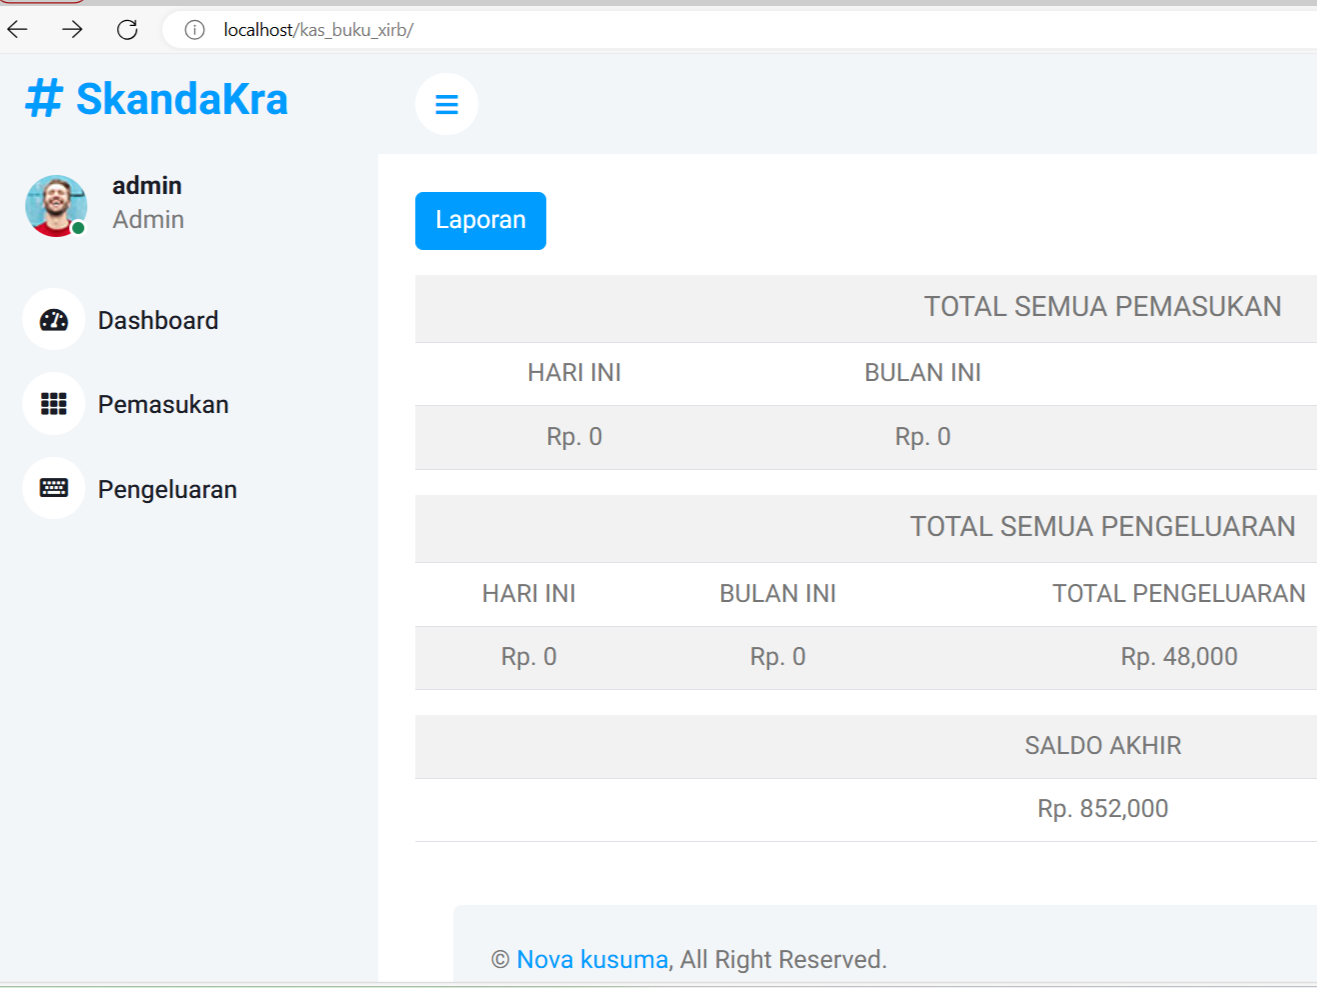 localhost/kas_buku_xirb/
# SkandaKra
admin
Admin
Dashboard
Pemasukan
Pengeluaran
Laporan
TOTAL SEMUA PEMASUKAN
HARI INI BULAN INI
Rp. 0 Rp. 0
TOTAL SEMUA PENGELUARAN
HARI INI BULAN INI TOTAL PENGELUARAN
Rp. 0 Rp. 0 Rp. 48,000
SALDO AKHIR
Rp. 852,000
© Nova kusuma, All Right Reserved.